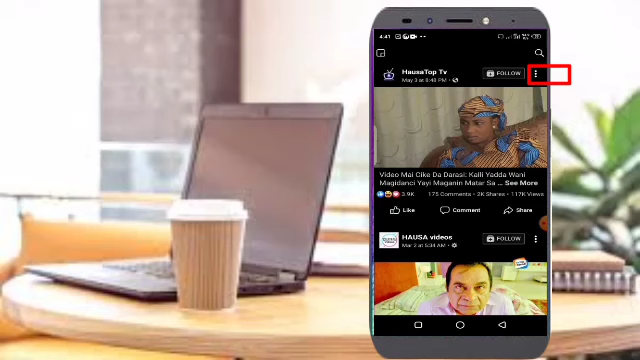 4:41
HausaTop Tv
May 3 at 8:48 PM
FOLLOW
Video Mai Cike Da Darasi: Kalli Yadda Wani
Magidanci Yayi Maganin Matar Sa ... See More
3.9K
175 Comments • 2K Shares • 117K Views
Like
Comment
Share
HAUSA videos
Mar 2 at 5:34 AM
FOLLOW